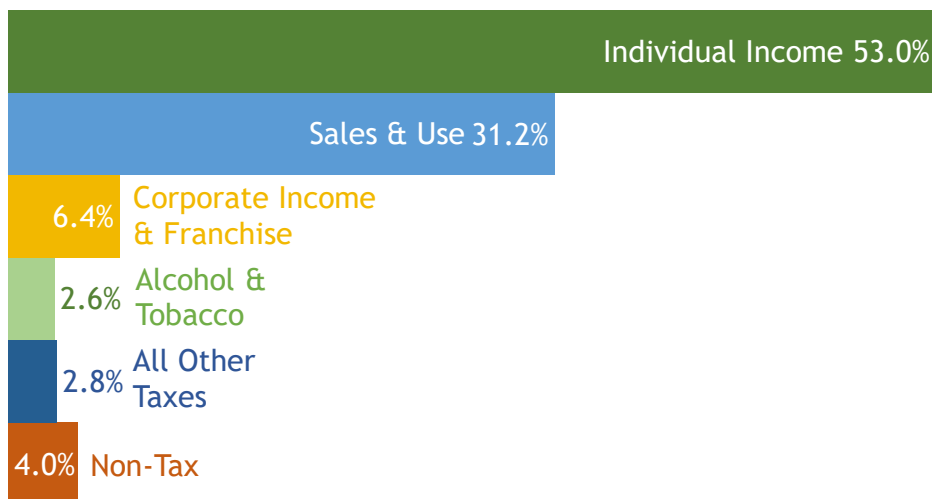 Individual Income 53.0%
Sales & Use 31.2%
6.4% Corporate Income
& Franchise
2.6% Alcohol &
Tobacco
2.8% All Other
Taxes
4.0% Non-Tax